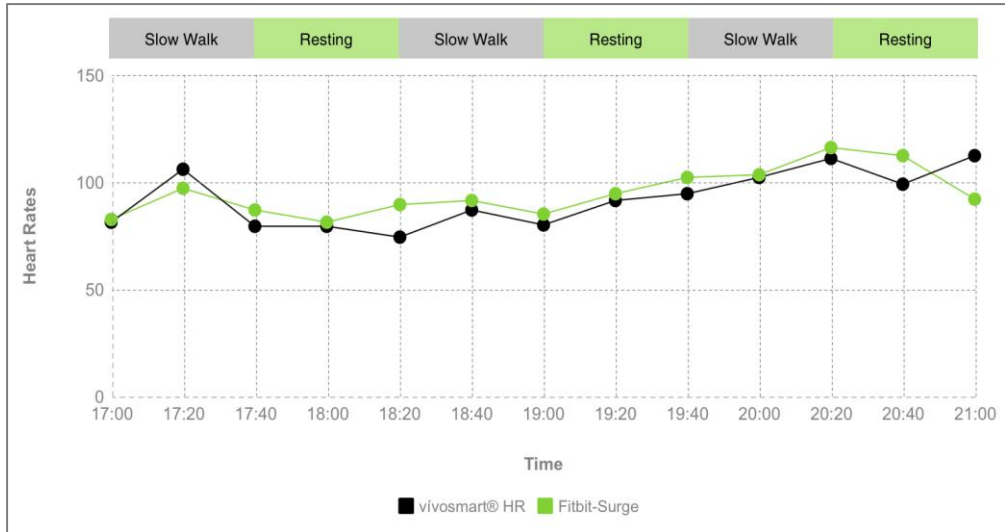 Slow Walk Resting Slow Walk Resting Slow Walk Resting
150
100
50
0
Heart Rates
17:00 17:20 17:40 18:00 18:20 18:40 19:00 19:20 19:40 20:00 20:20 20:40 21:00
Time
vívosmart® HR Fitbit-Surge